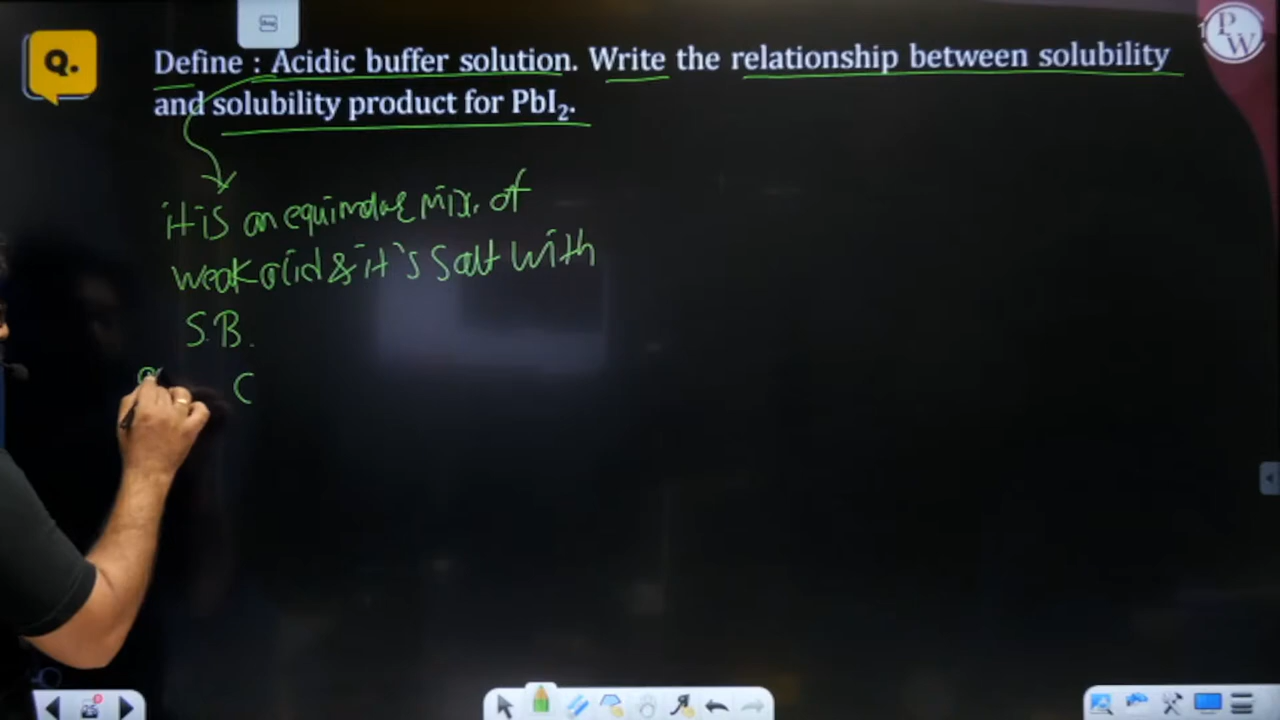 Q.
Define : Acidic buffer solution. Write the relationship between solubility
and solubility product for PbI₂.
it is an equimolar mix. of
weak acid & it's Salt with
S.B.
C
PW
25